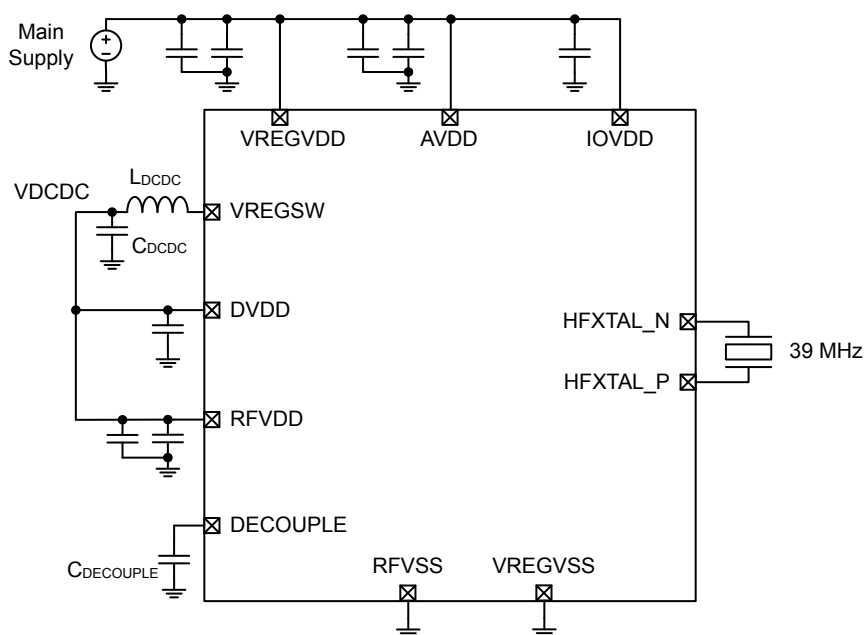 Main
Supply
VREGVDD
AVDD
IOVDD
VDCDC
LDCDC
VREGSW
CDCDC
DVDD
HFXTAL_N
39 MHz
HFXTAL_P
RFVDD
DECOUPLE
CDECOUPLE
RFVSS
VREGVSS